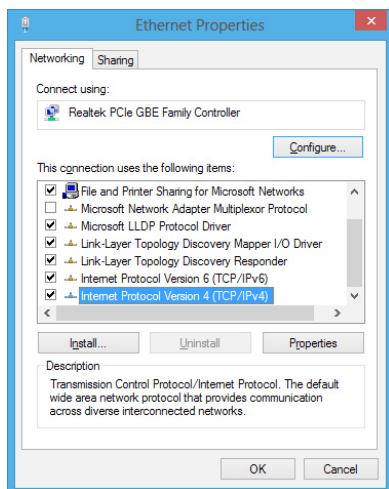 Ethernet Properties
Networking
Sharing
Connect using:
Realtek PCIe GBE Family Controller
Configure...
This connection uses the following items:
File and Printer Sharing for Microsoft Networks
Microsoft Network Adapter Multiplexor Protocol
Microsoft LLDP Protocol Driver
Link-Layer Topology Discovery Mapper I/O Driver
Link-Layer Topology Discovery Responder
Internet Protocol Version 6 (TCP/IPv6)
Internet Protocol Version 4 (TCP/IPv4)
Install...
Uninstall
Properties
Description
Transmission Control Protocol/Internet Protocol. The default
wide area network protocol that provides communication
across diverse interconnected networks.
OK
Cancel